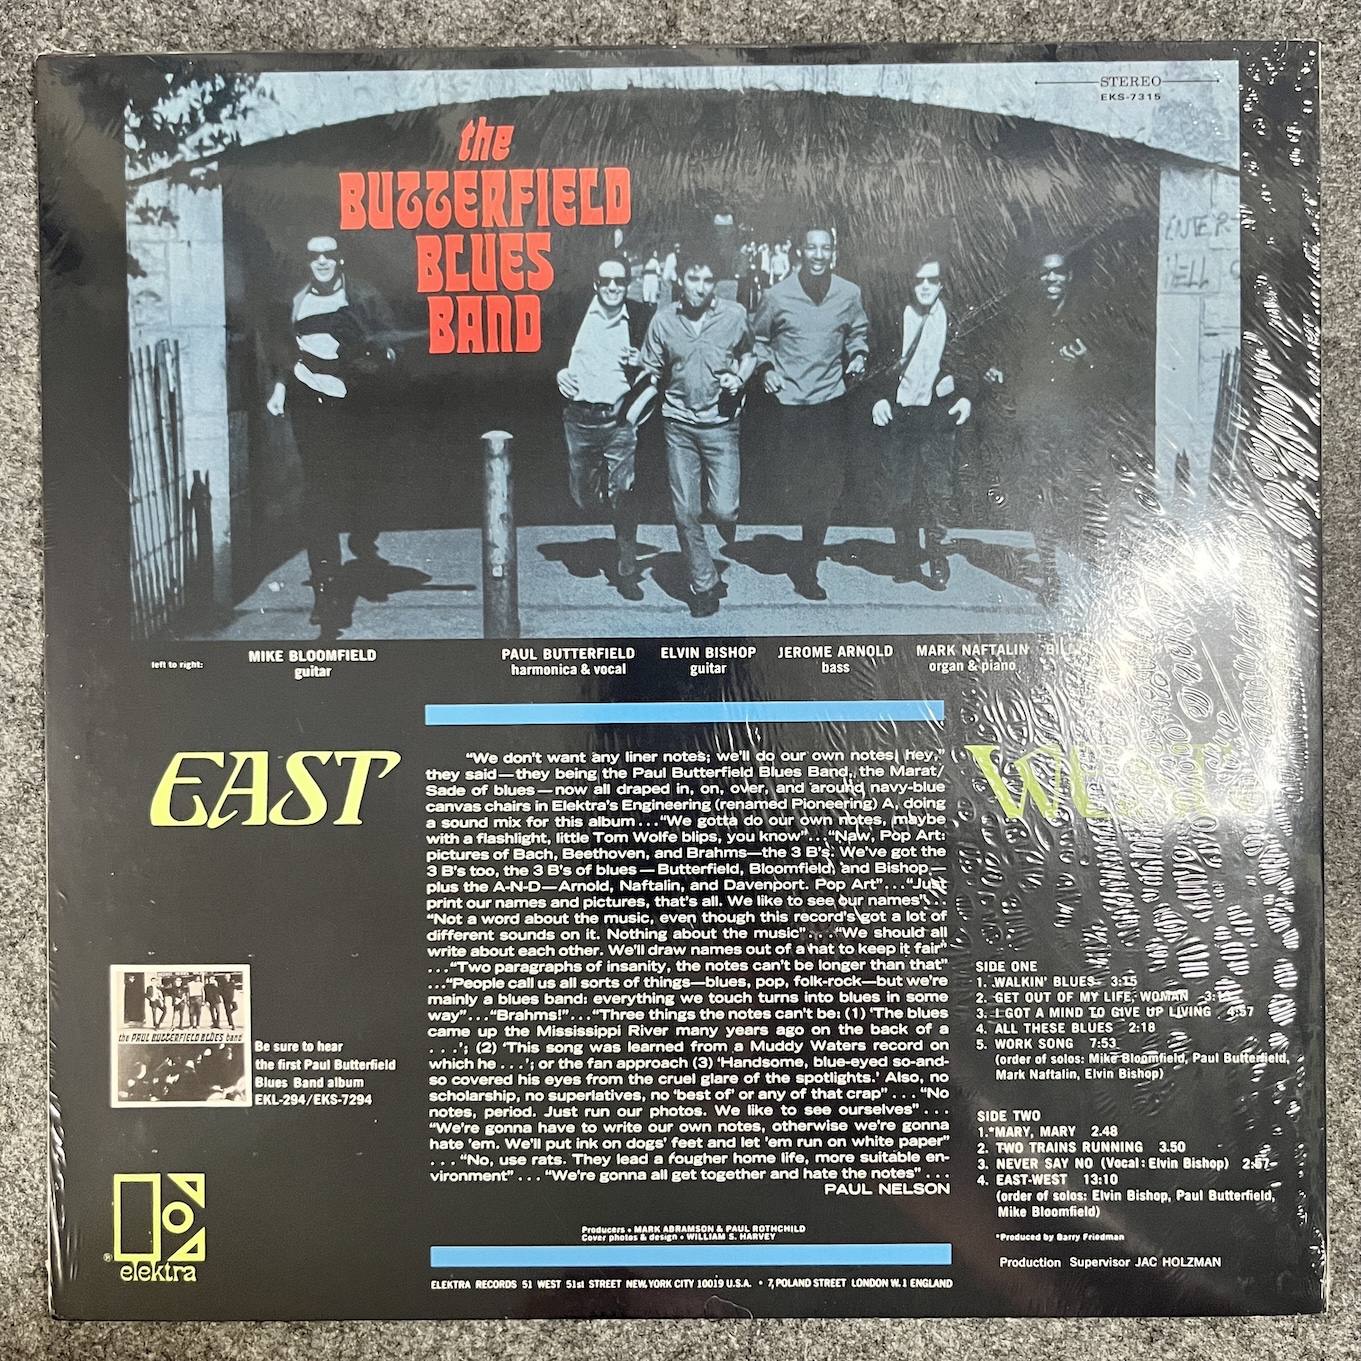 STEREO
EKS-7315
the
BUTTERFIELD
BLUES
BAND
ENTER
left to right:
MIKE BLOOMFIELD
guitar
PAUL BUTTERFIELD
harmonica & vocal
ELVIN BISHOP
guitar
JEROME ARNOLD
bass
MARK NAFTALIN
organ & piano
EAST
WEST
"We don't want any liner notes; we'll do our own notes, hey,"
they said—they being the Paul Butterfield Blues Band, the Marat/
Sade of blues—now all draped in, on, over, and around navy-blue
canvas chairs in Elektra's Engineering (renamed Pioneering) A, doing
a sound mix for this album..."We gotta do our own notes, maybe
with a flashlight, little Tom Wolfe blips, you know"..."Naw, Pop Art:
pictures of Bach, Beethoven, and Brahms—the 3 B's. We've got the
3 B's too, the 3 B's of blues—Butterfield, Bloomfield, and Bishop—
plus the A-N-D—Arnold, Naftalin, and Davenport. Pop Art"..."Just
print our names and pictures, that's all. We like to see our names"...
"Not a word about the music, even though this record's got a lot of
different sounds on it. Nothing about the music"..."We should all
write about each other. We'll draw names out of a hat to keep it fair"
..."Two paragraphs of insanity, the notes can't be longer than that"
..."People call us all sorts of things—blues, pop, folk-rock—but we're
mainly a blues band: everything we touch turns into blues in some
way"..."Brahms!"..."Three things the notes can't be: (1) 'The blues
came up the Mississippi River many years ago on the back of a
...'; (2) 'This song was learned from a Muddy Waters record on
which he ...'; or the fan approach (3) 'Handsome, blue-eyed so-and-
so covered his eyes from the cruel glare of the spotlights.' Also, no
scholarship, no superlatives, no 'best of' or any of that crap"..."No
notes, period. Just run our photos. We like to see ourselves"...
"We're gonna have to write our own notes, otherwise we're gonna
hate 'em. We'll put ink on dogs' feet and let 'em run on white paper"
..."No, use rats. They lead a rougher home life, more suitable en-
vironment"..."We're gonna all get together and hate the notes"...
PAUL NELSON
the PAUL BUTTERFIELD BLUES band
Be sure to hear
the first Paul Butterfield
Blues Band album
EKL-294/EKS-7294
SIDE ONE
1. WALKIN' BLUES 3:15
2. GET OUT OF MY LIFE, WOMAN
3. I GOT A MIND TO GIVE UP LIVING 4:57
4. ALL THESE BLUES 2:18
5. WORK SONG 7:53
(order of solos: Mike Bloomfield, Paul Butterfield,
Mark Naftalin, Elvin Bishop)
SIDE TWO
1.*MARY, MARY 2.48
2. TWO TRAINS RUNNING 3.50
3. NEVER SAY NO (Vocal: Elvin Bishop) 2:57
4. EAST-WEST 13:10
(order of solos: Elvin Bishop, Paul Butterfield,
Mike Bloomfield)
*Produced by Barry Friedman
Production Supervisor JAC HOLZMAN
®elektra
Producers • MARK ABRAMSON & PAUL ROTHCHILD
Cover photos & design • WILLIAM S. HARVEY
ELEKTRA RECORDS 51 WEST 51st STREET NEW YORK CITY 10019 U.S.A. • 7, POLAND STREET LONDON W.1 ENGLAND